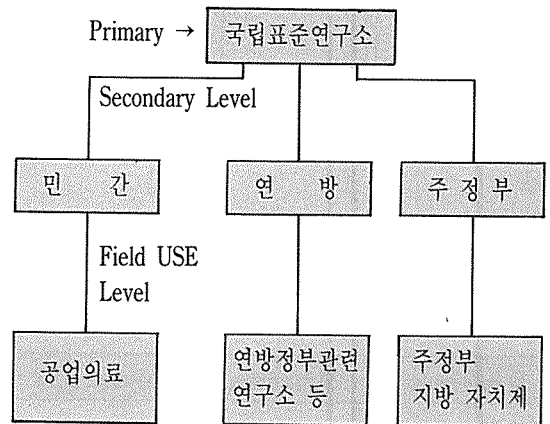 Primary → 국립표준연구소
Secondary Level
민 간
연 방
주 정 부
Field USE
Level
공업의료
연방정부관련
연구소 등
주정부
지방 자치제